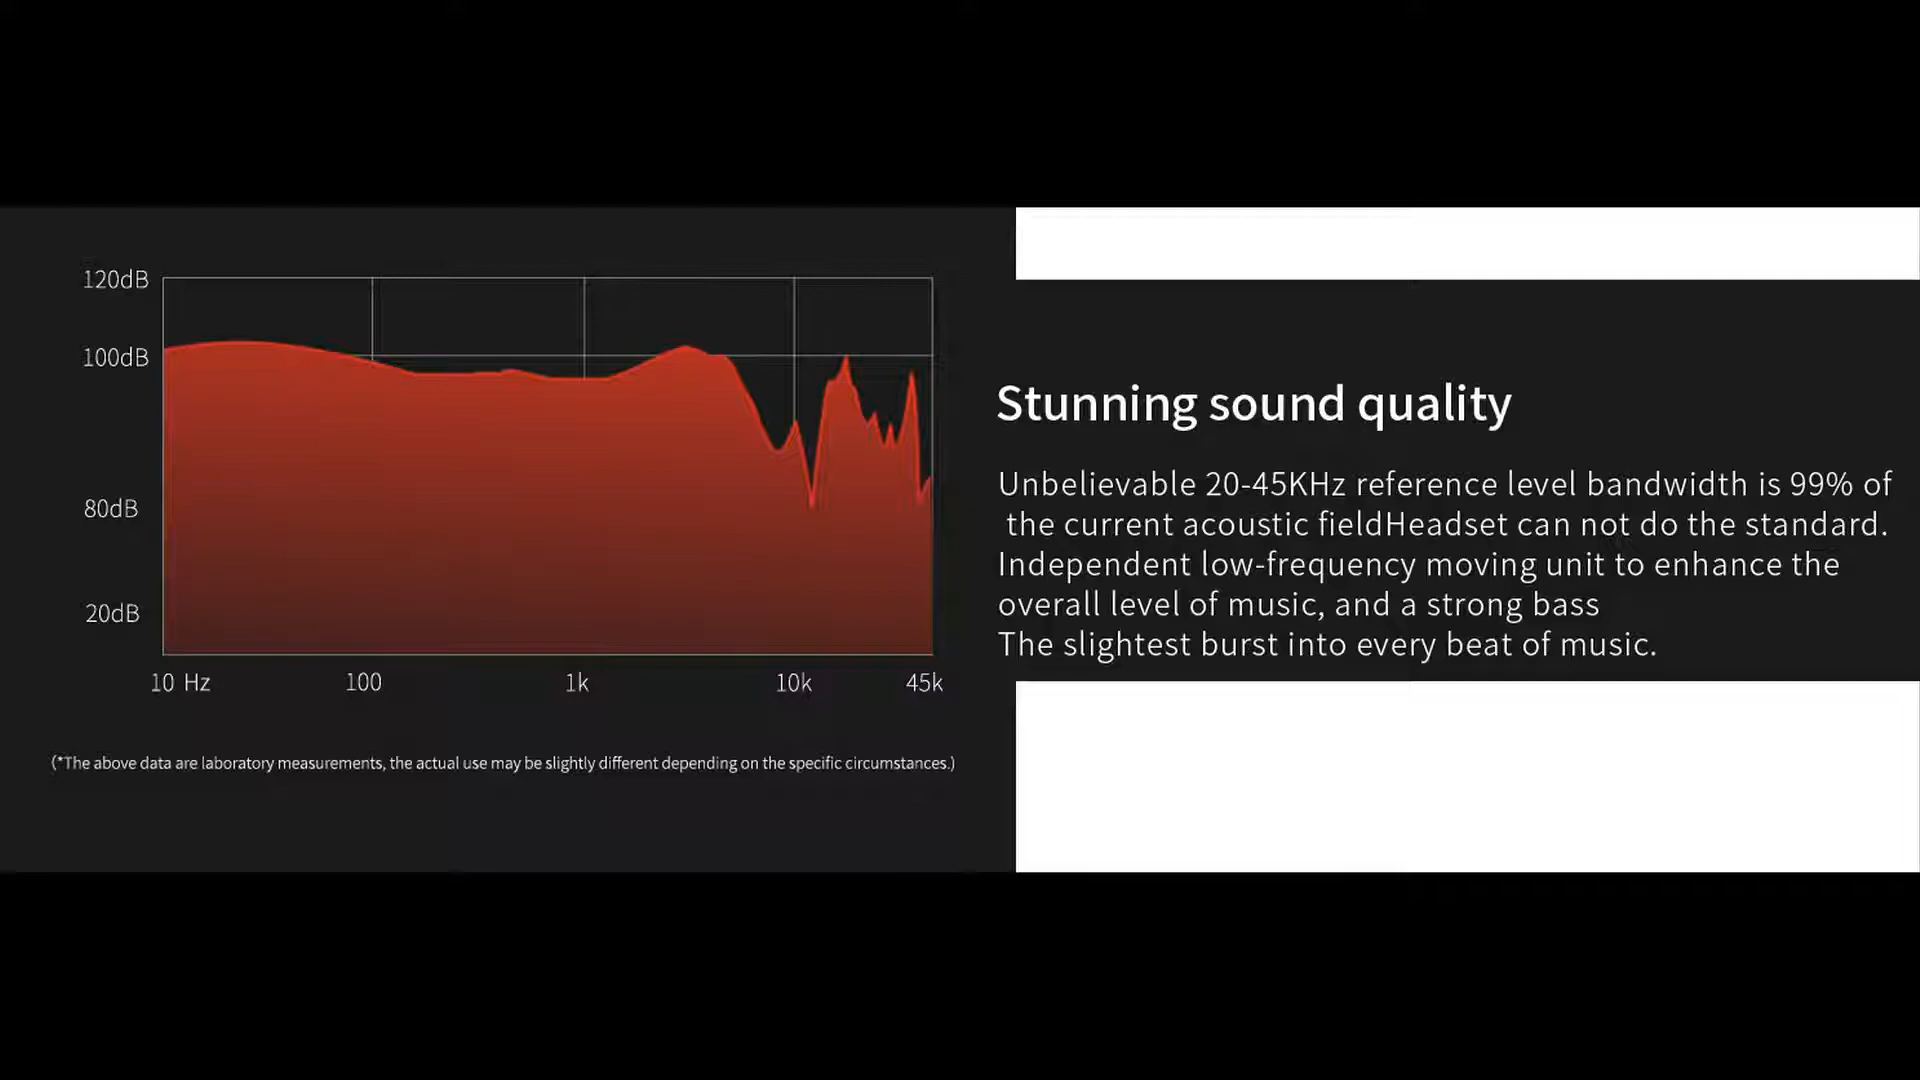 120dB
100dB
80dB
20dB
10 Hz 100 1k 10k 45k
(*The above data are laboratory measurements, the actual use may be slightly different depending on the specific circumstances.)
Stunning sound quality
Unbelievable 20-45KHz reference level bandwidth is 99% of
the current acoustic fieldHeadset can not do the standard.
Independent low-frequency moving unit to enhance the
overall level of music, and a strong bass
The slightest burst into every beat of music.